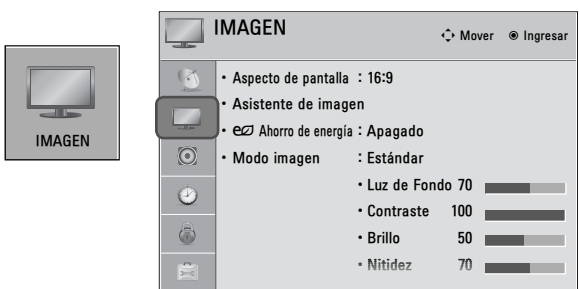 IMAGEN
IMAGEN
Mover Ingresar
• Aspecto de pantalla : 16:9
• Asistente de imagen
• Ahorro de energía : Apagado
• Modo imagen : Estándar
• Luz de Fondo 70
• Contraste 100
• Brillo 50
• Nitidez 70